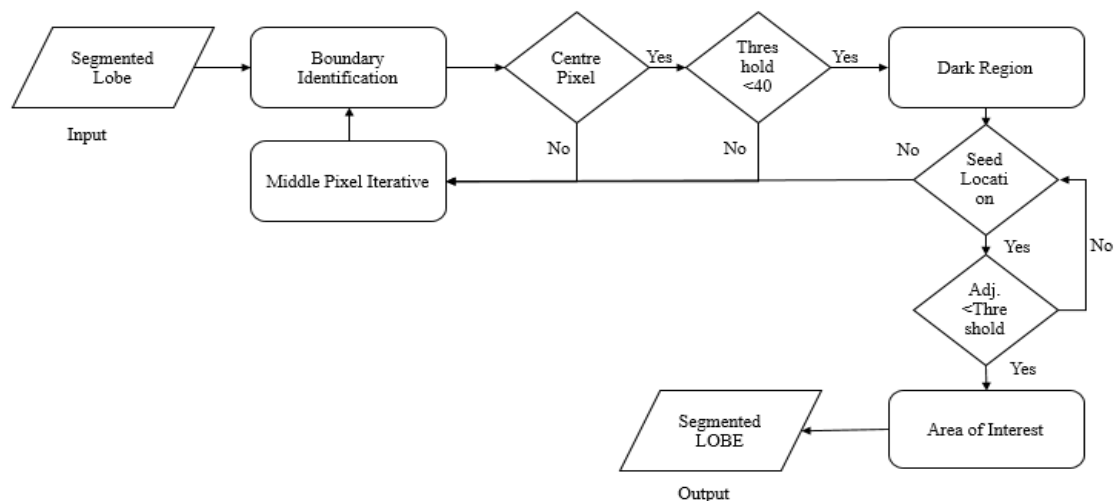 Segmented
Lobe
Input
Boundary
Identification
Centre
Pixel
Yes
Thres
hold
<40
Yes
Dark Region
No
No
Middle Pixel Iterative
No
Seed
Locati
on
Yes
No
Adj.
<Thre
shold
Yes
Area of Interest
Segmented
LOBE
Output